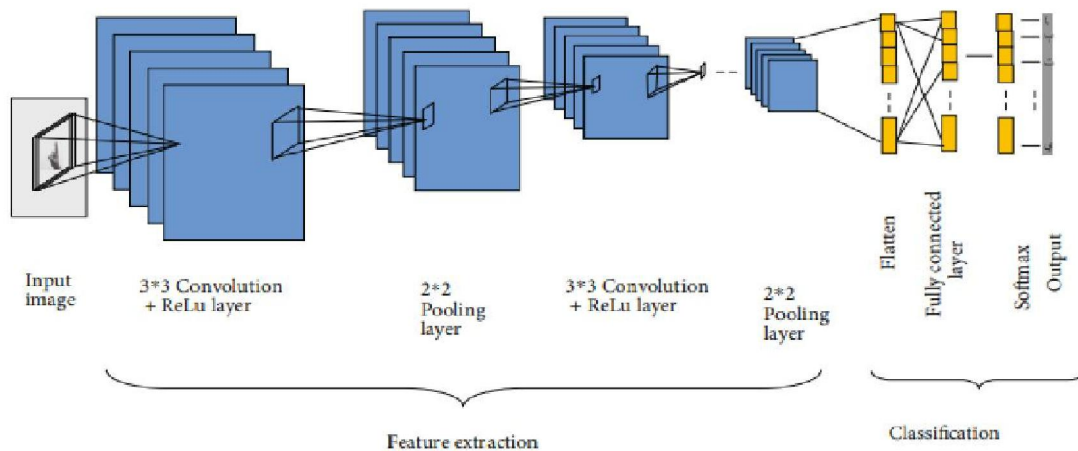 Input
image
3*3 Convolution
+ ReLu layer
2*2
Pooling
layer
3*3 Convolution
+ ReLu layer
2*2
Pooling
layer
Flatten
Fully connected
layer
Softmax
Output
Feature extraction
Classification